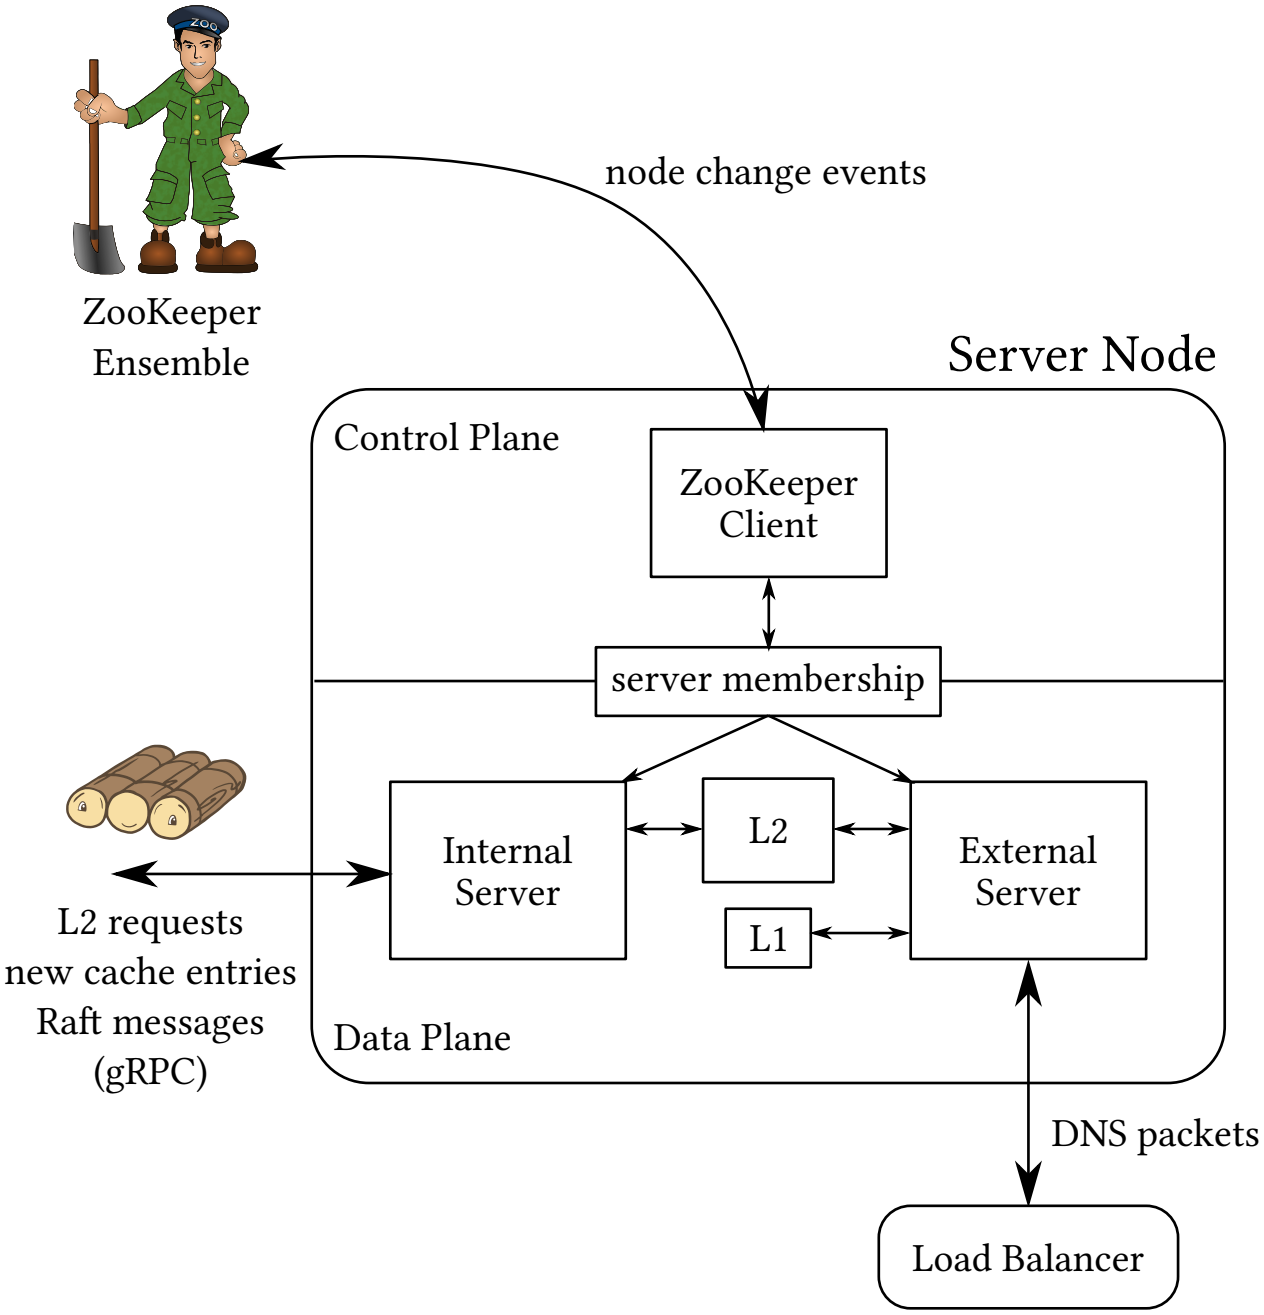 ZOO
node change events
ZooKeeper
Ensemble
Server Node
Control Plane
ZooKeeper
Client
server membership
Internal
Server
L2
External
Server
L1
L2 requests
new cache entries
Raft messages
(gRPC)
Data Plane
DNS packets
Load Balancer